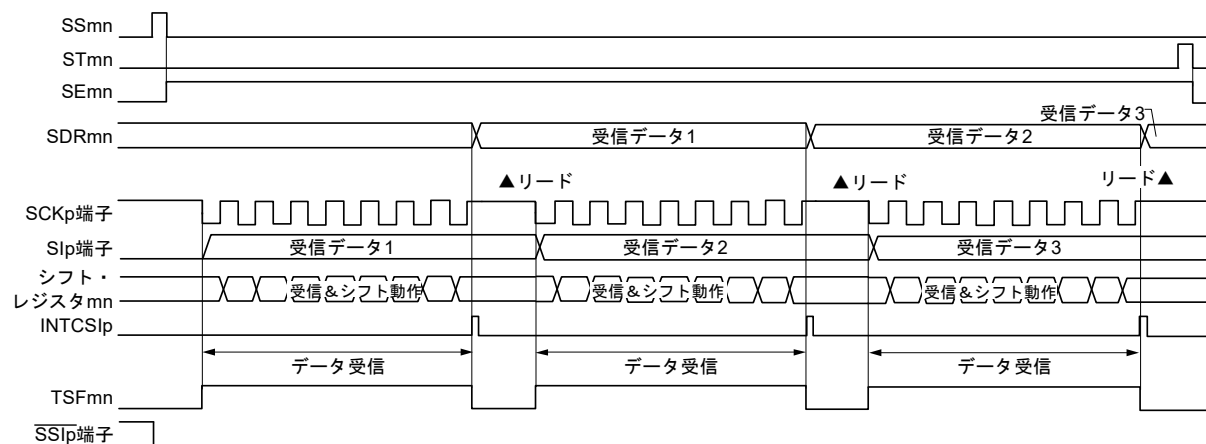 SSmn
STmn
SEmn
受信データ3
SDRmn 受信データ1 受信データ2
▲リード ▲リード リード▲
SCKp端子
SIp端子 受信データ1 受信データ2 受信データ3
シフト・
レジスタmn 受信&シフト動作 受信&シフト動作 受信&シフト動作
INTCSIp
データ受信 データ受信 データ受信
TSFmn
SSIp端子